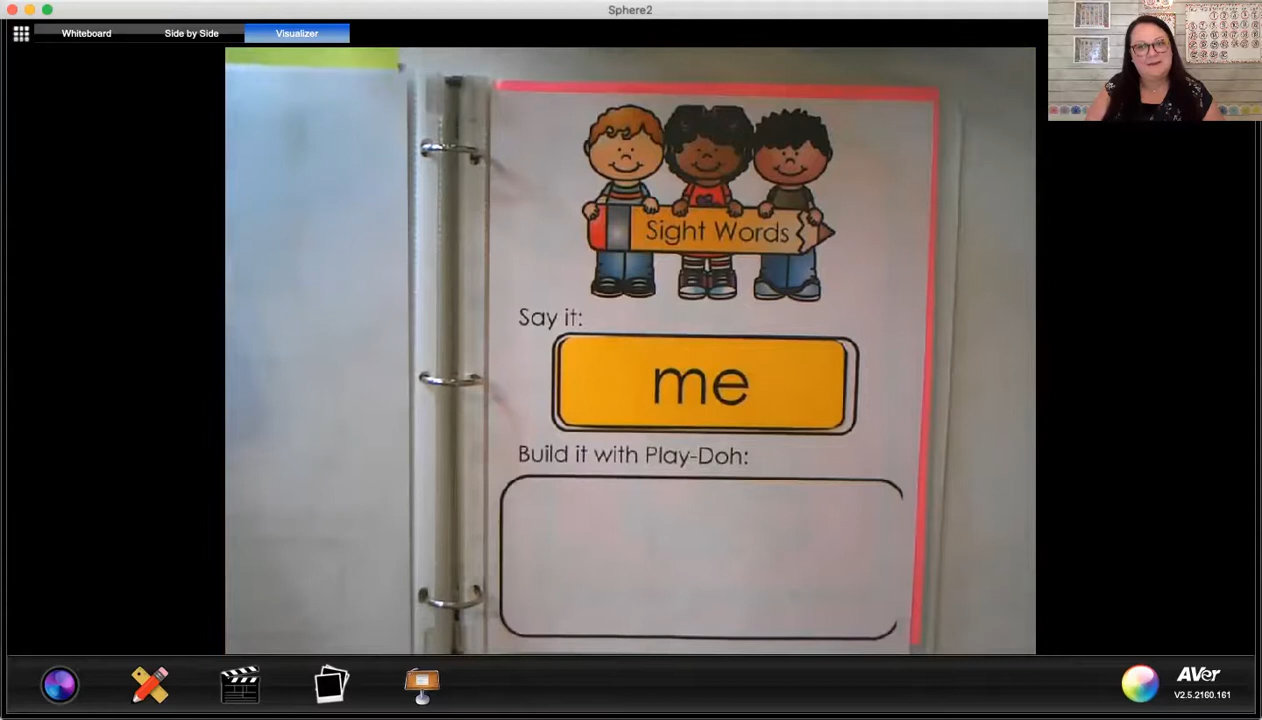 Sphere2
Whiteboard
Side by Side
Visualizer
Sight Words
Say it:
me
Build it with Play-Doh:
AVer
V2.5.2160.161